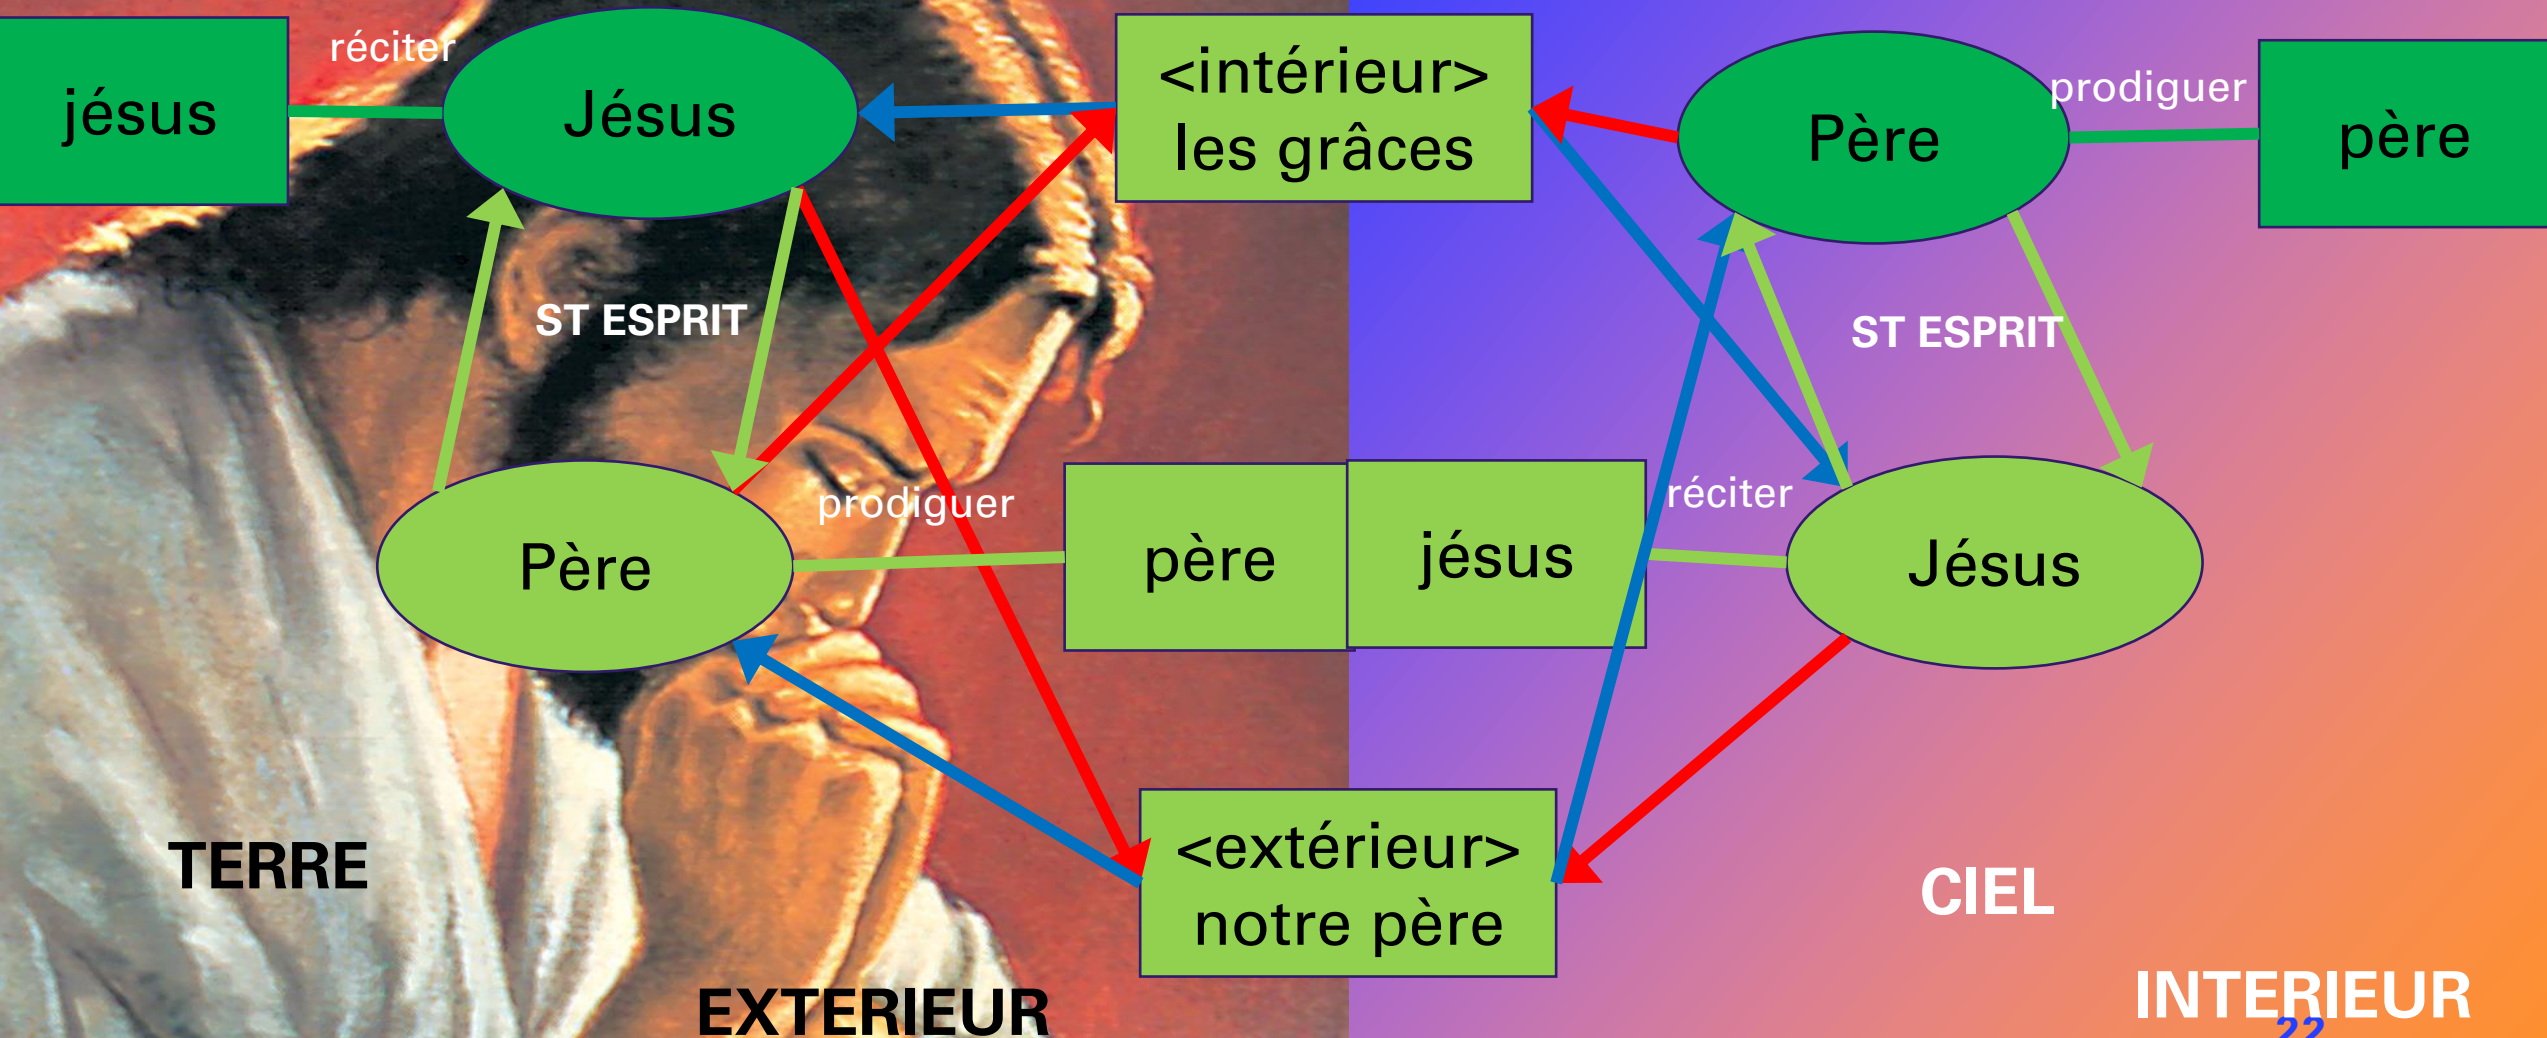 jésus
réciter
Jésus
<intérieur>
les grâces
Père
prodiguer
père
ST ESPRIT
ST ESPRIT
Père
prodiguer
père
jésus
réciter
Jésus
<extérieur>
notre père
TERRE
CIEL
EXTERIEUR
INTERIEUR
22